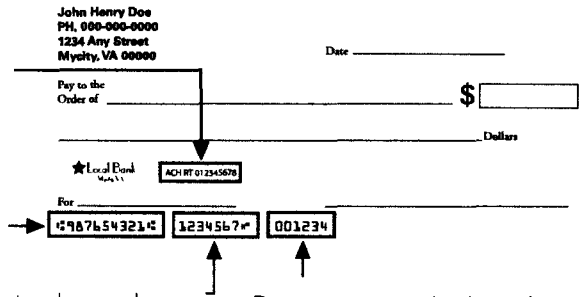 John Henry Doe
PH, 000-000-0000
1234 Any Street
Mycity, VA 00000
Date
Pay to the
Order of
$
Dollars
Local Bank
ACH RT 012345678
For
⑆987654321⑆ 1234567⑈ 001234